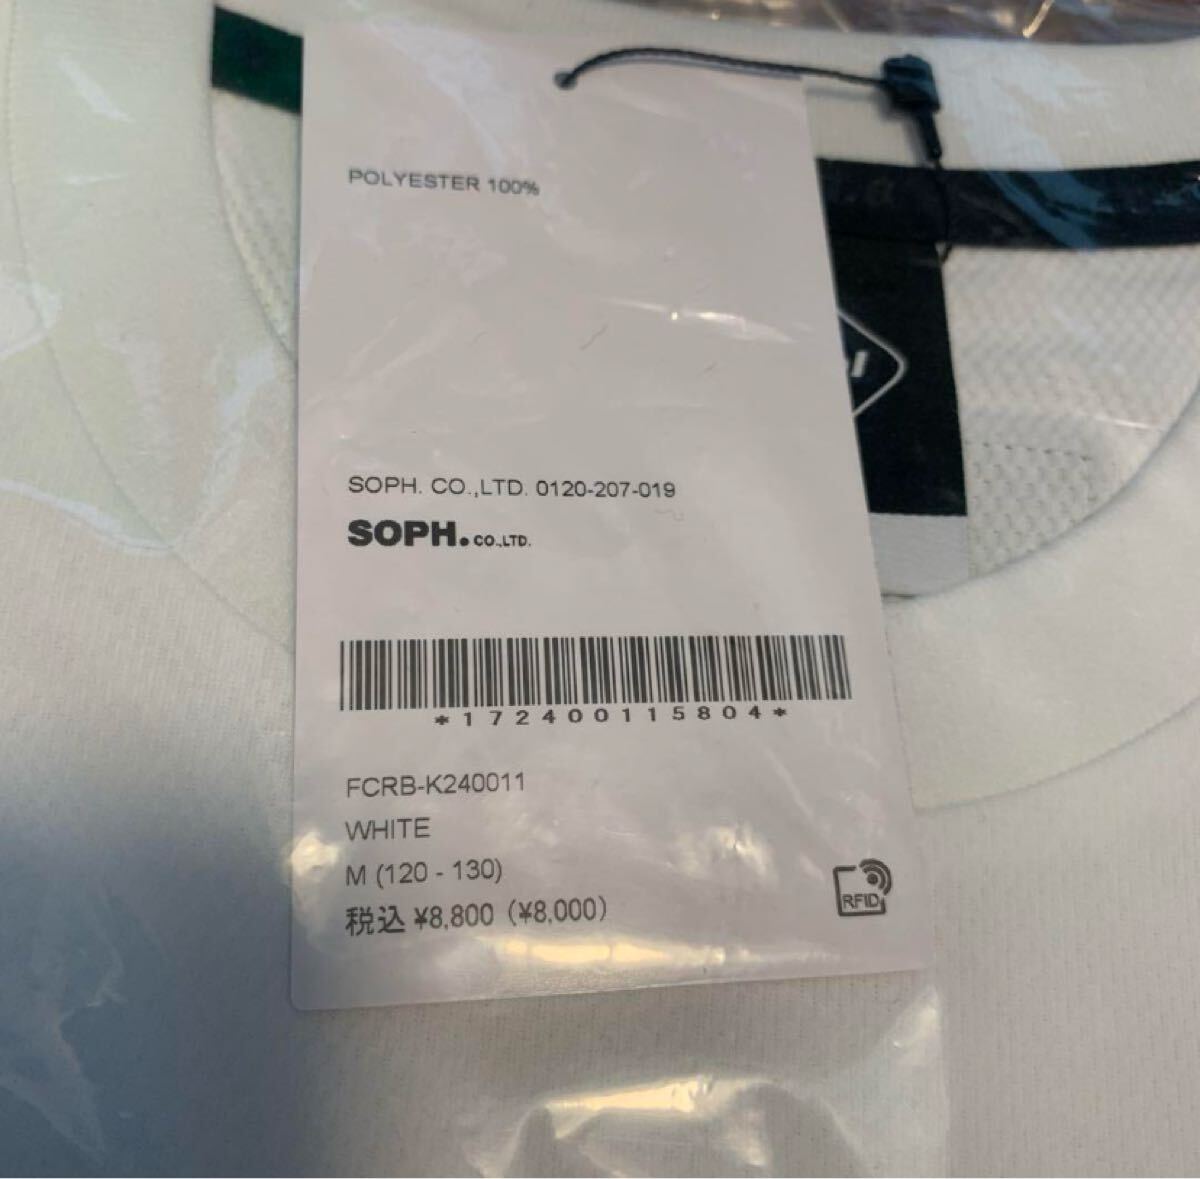 POLYESTER 100%
SOPH. CO.,LTD. 0120-207-019
SOPH.CO.,LTD.
*172400115804*
FCRB-K240011
WHITE
M (120 - 130)
税込 ¥8,800 (¥8,000)
RFID